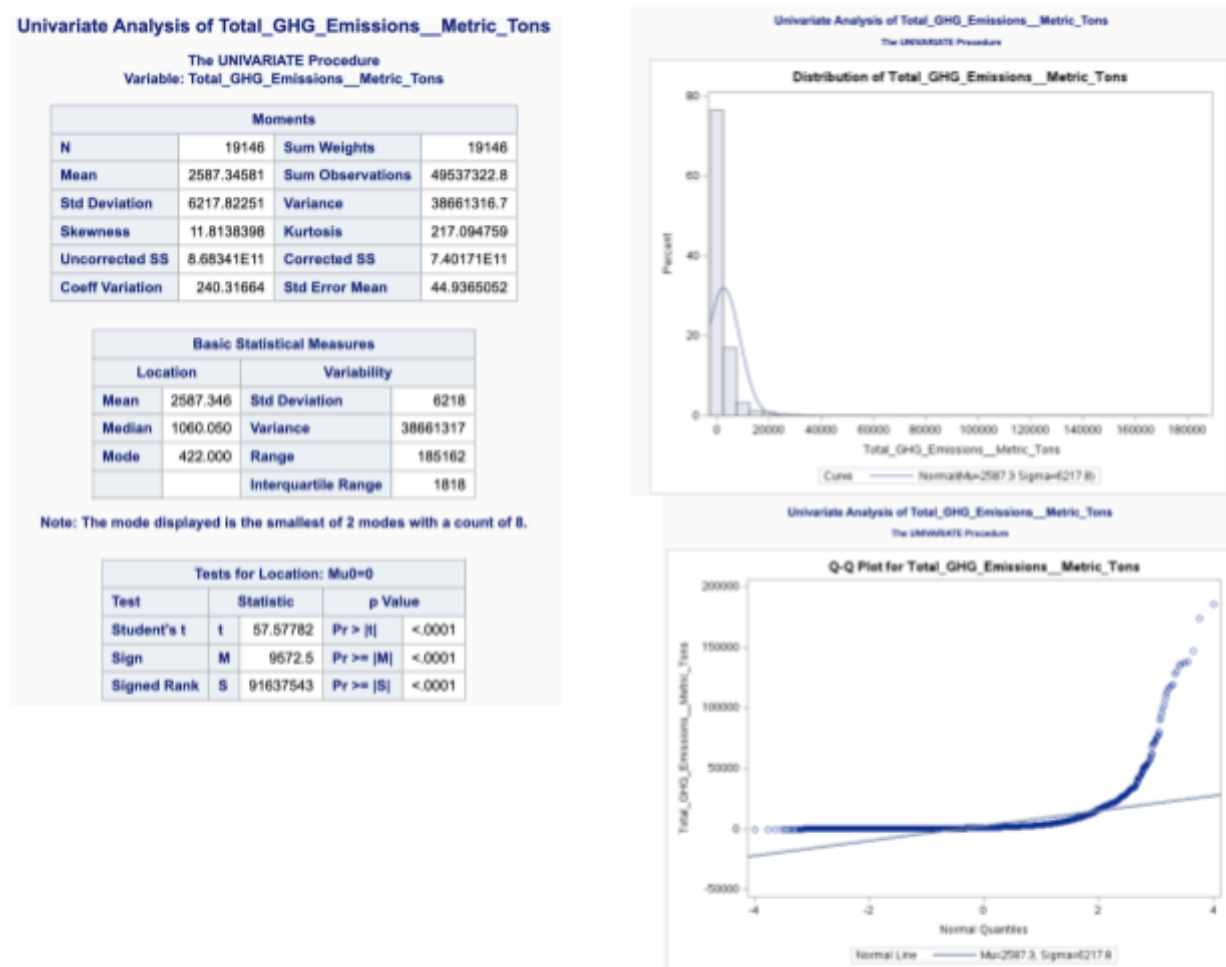 Univariate Analysis of Total_GHG_Emissions__Metric_Tons
The UNIVARIATE Procedure
Variable: Total_GHG_Emissions__Metric_Tons
Moments
N 19146 Sum Weights 19146
Mean 2587.34581 Sum Observations 49537322.8
Std Deviation 6217.82251 Variance 38661316.7
Skewness 11.8138398 Kurtosis 217.094759
Uncorrected SS 8.68341E11 Corrected SS 7.40171E11
Coeff Variation 240.31664 Std Error Mean 44.9365052
Basic Statistical Measures
Location Variability
Mean 2587.346 Std Deviation 6218
Median 1060.050 Variance 38661317
Mode 422.000 Range 185162
Interquartile Range 1818
Note: The mode displayed is the smallest of 2 modes with a count of 8.
Tests for Location: Mu0=0
Test Statistic p Value
Student's t t 57.57782 Pr > |t| <.0001
Sign M 9572.5 Pr >= |M| <.0001
Signed Rank S 91637543 Pr >= |S| <.0001
Univariate Analysis of Total_GHG_Emissions__Metric_Tons
The UNIVARIATE Procedure
Distribution of Total_GHG_Emissions__Metric_Tons
80
60
40
20
0
Percent
0 20000 40000 60000 80000 100000 120000 140000 160000 180000
Total_GHG_Emissions__Metric_Tons
Curve Normal(Mu=2587.3 Sigma=6217.8)
Univariate Analysis of Total_GHG_Emissions__Metric_Tons
The UNIVARIATE Procedure
Q-Q Plot for Total_GHG_Emissions__Metric_Tons
200000
150000
100000
50000
0
-50000
Total_GHG_Emissions__Metric_Tons
-4 -2 0 2 4
Normal Quantiles
Normal Line Mu=2587.3, Sigma=6217.8